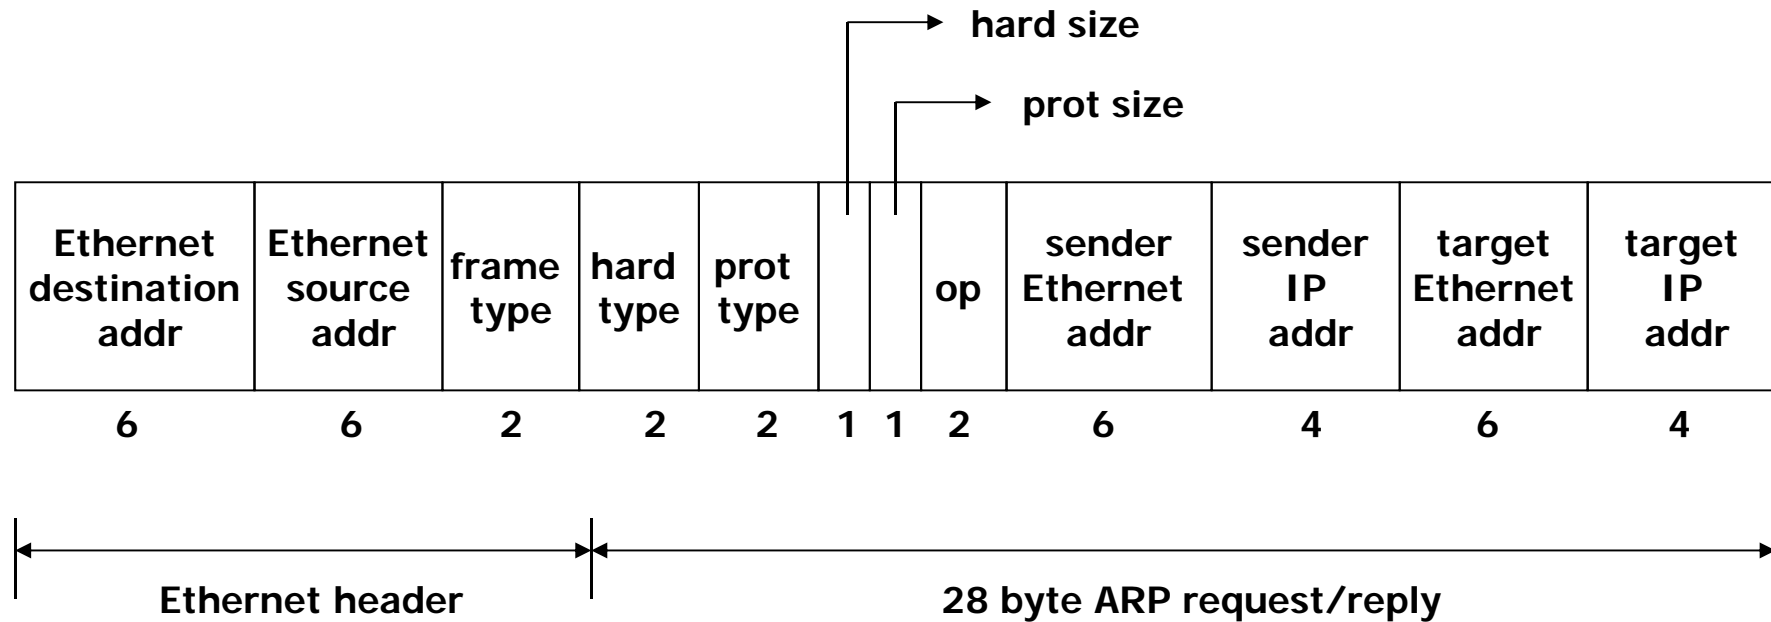 hard size
prot size
Ethernet
destination
addr
Ethernet
source
addr
frame
type
hard
type
prot
type
op
sender
Ethernet
addr
sender
IP
addr
target
Ethernet
addr
target
IP
addr
6 6 2 2 2 1 1 2 6 4 6 4
Ethernet header
28 byte ARP request/reply